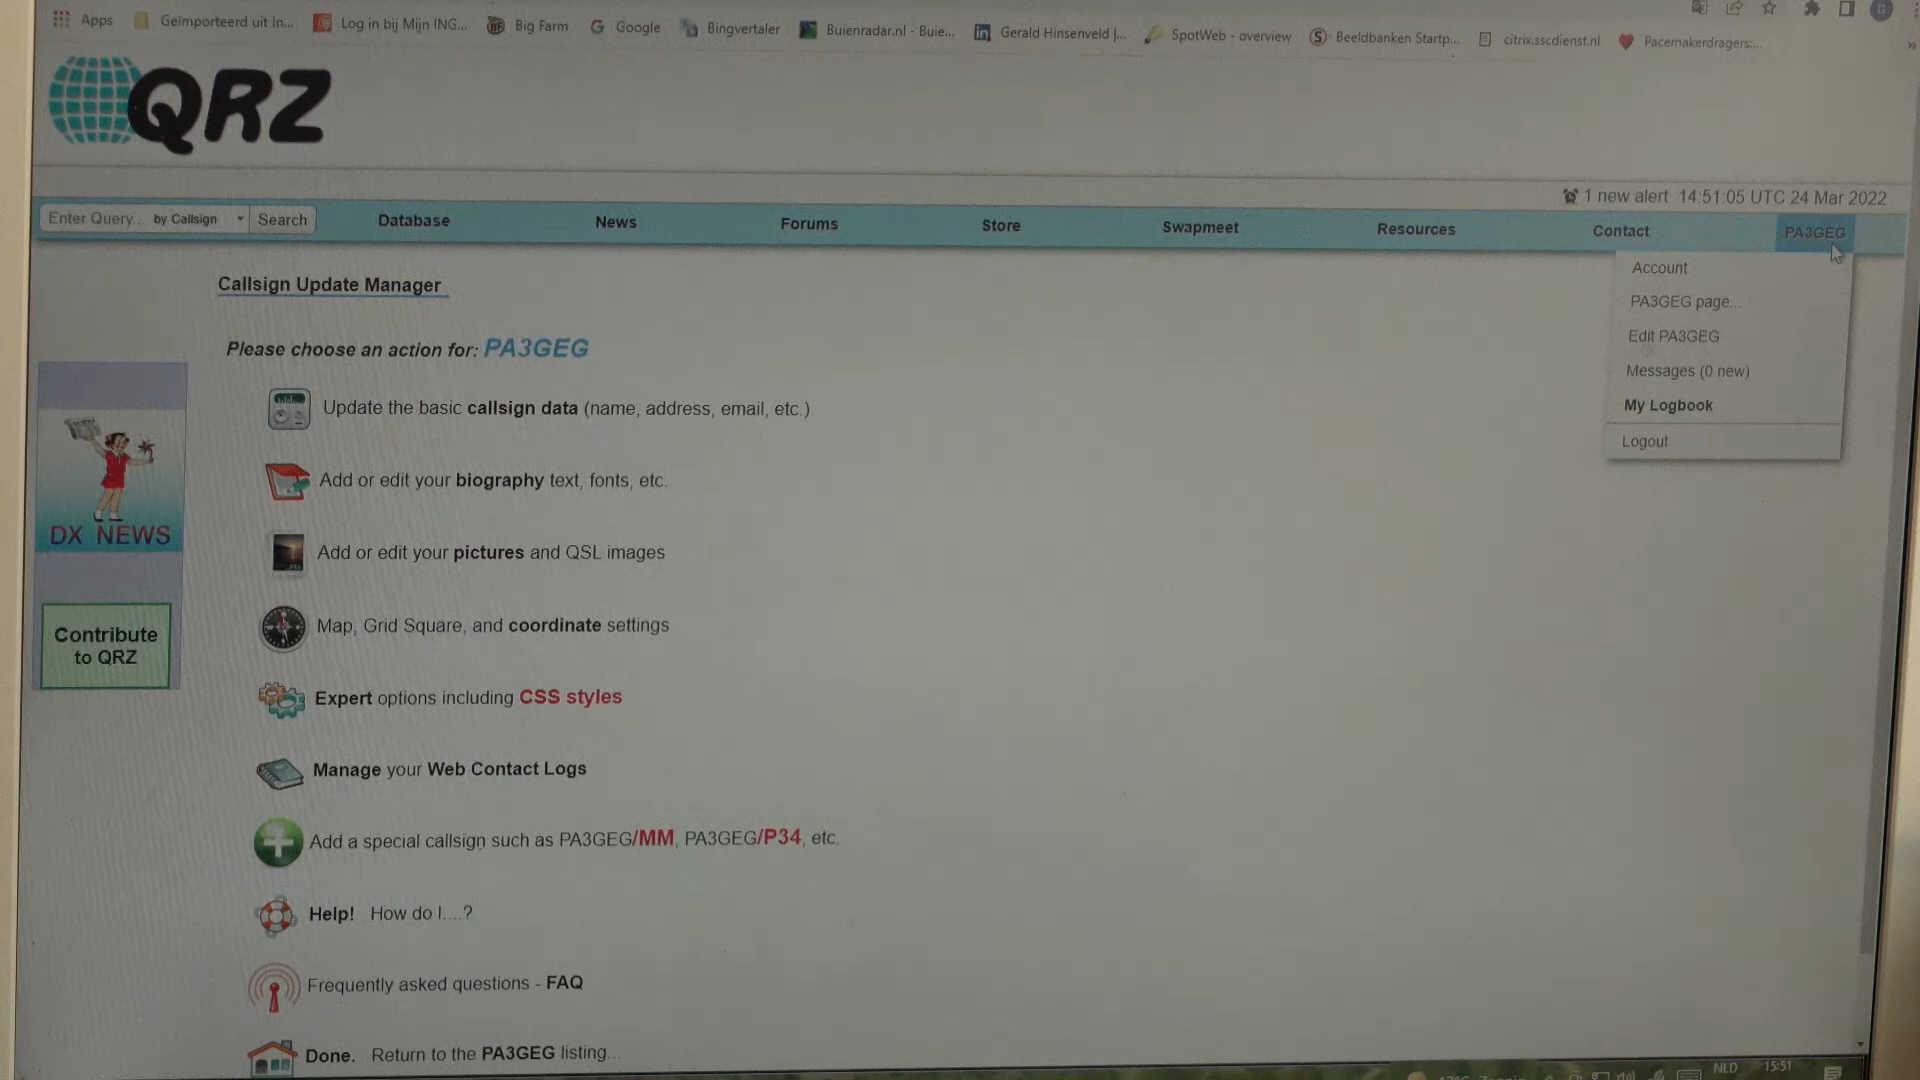 Apps Geïmporteerd uit In... Log in bij Mijn ING... Big Farm Google Bingvertaler Buienradar.nl - Buie... Gerald Hinsenveld |... SpotWeb - overview Beeldbanken Startp... citrix.sscdienst.nl Pacemakerdragers:...
QRZ
1 new alert 14:51:05 UTC 24 Mar 2022
Enter Query... by Callsign Search Database News Forums Store Swapmeet Resources Contact PA3GEG
Account
PA3GEG page...
Edit PA3GEG
Messages (0 new)
My Logbook
Logout
Callsign Update Manager
Please choose an action for: PA3GEG
Update the basic callsign data (name, address, email, etc.)
Add or edit your biography text, fonts, etc.
Add or edit your pictures and QSL images
Map, Grid Square, and coordinate settings
Expert options including CSS styles
Manage your Web Contact Logs
Add a special callsign such as PA3GEG/MM, PA3GEG/P34, etc.
Help! How do I....?
Frequently asked questions - FAQ
Done. Return to the PA3GEG listing...
DX NEWS
Contribute
to QRZ
NLD 15:51